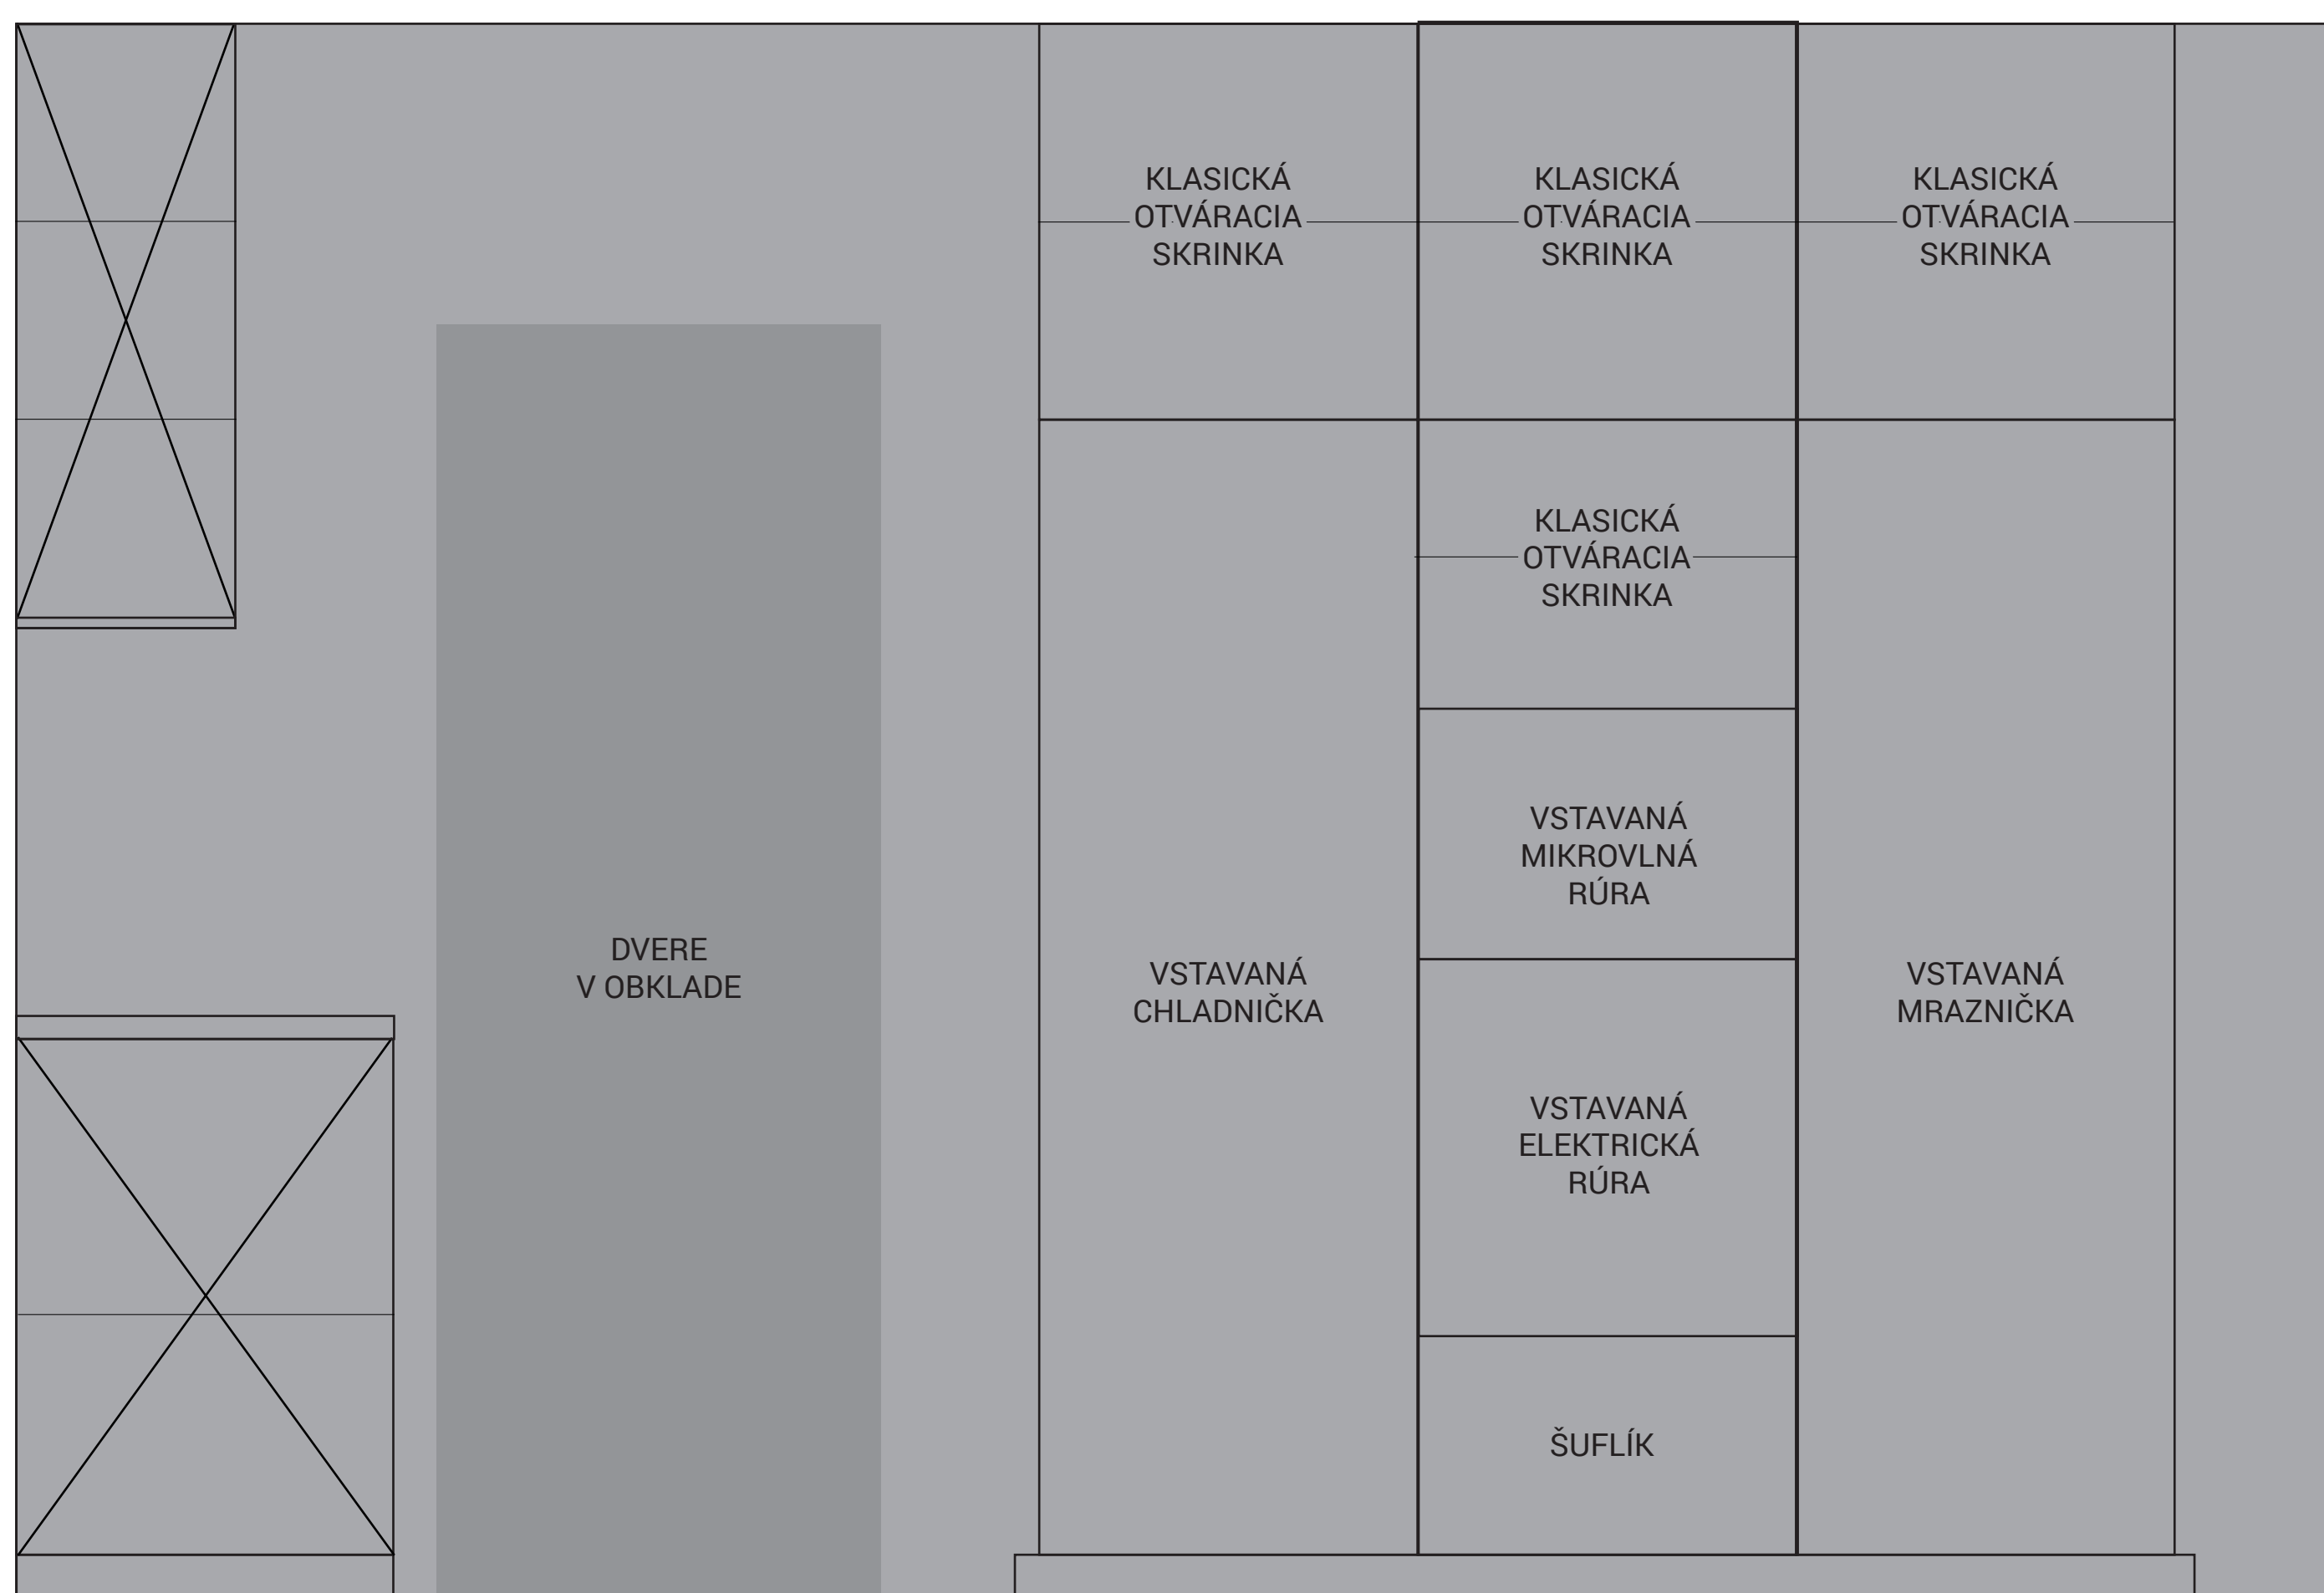 KLASICKÁ
OTVÁRACIA
SKRINKA
KLASICKÁ
OTVÁRACIA
SKRINKA
KLASICKÁ
OTVÁRACIA
SKRINKA
KLASICKÁ
OTVÁRACIA
SKRINKA
VSTAVANÁ
MIKROVLNÁ
RÚRA
DVERE
V OBKLADE
VSTAVANÁ
CHLADNIČKA
VSTAVANÁ
MRAZNIČKA
VSTAVANÁ
ELEKTRICKÁ
RÚRA
ŠUFLÍK